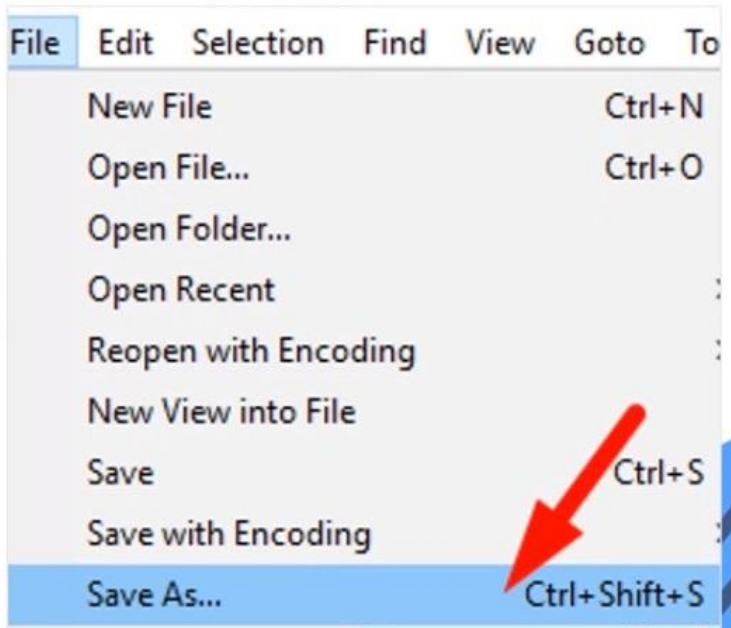 File Edit Selection Find View Goto To
New File Ctrl+N
Open File... Ctrl+O
Open Folder...
Open Recent
Reopen with Encoding
New View into File
Save Ctrl+S
Save with Encoding
Save As... Ctrl+Shift+S